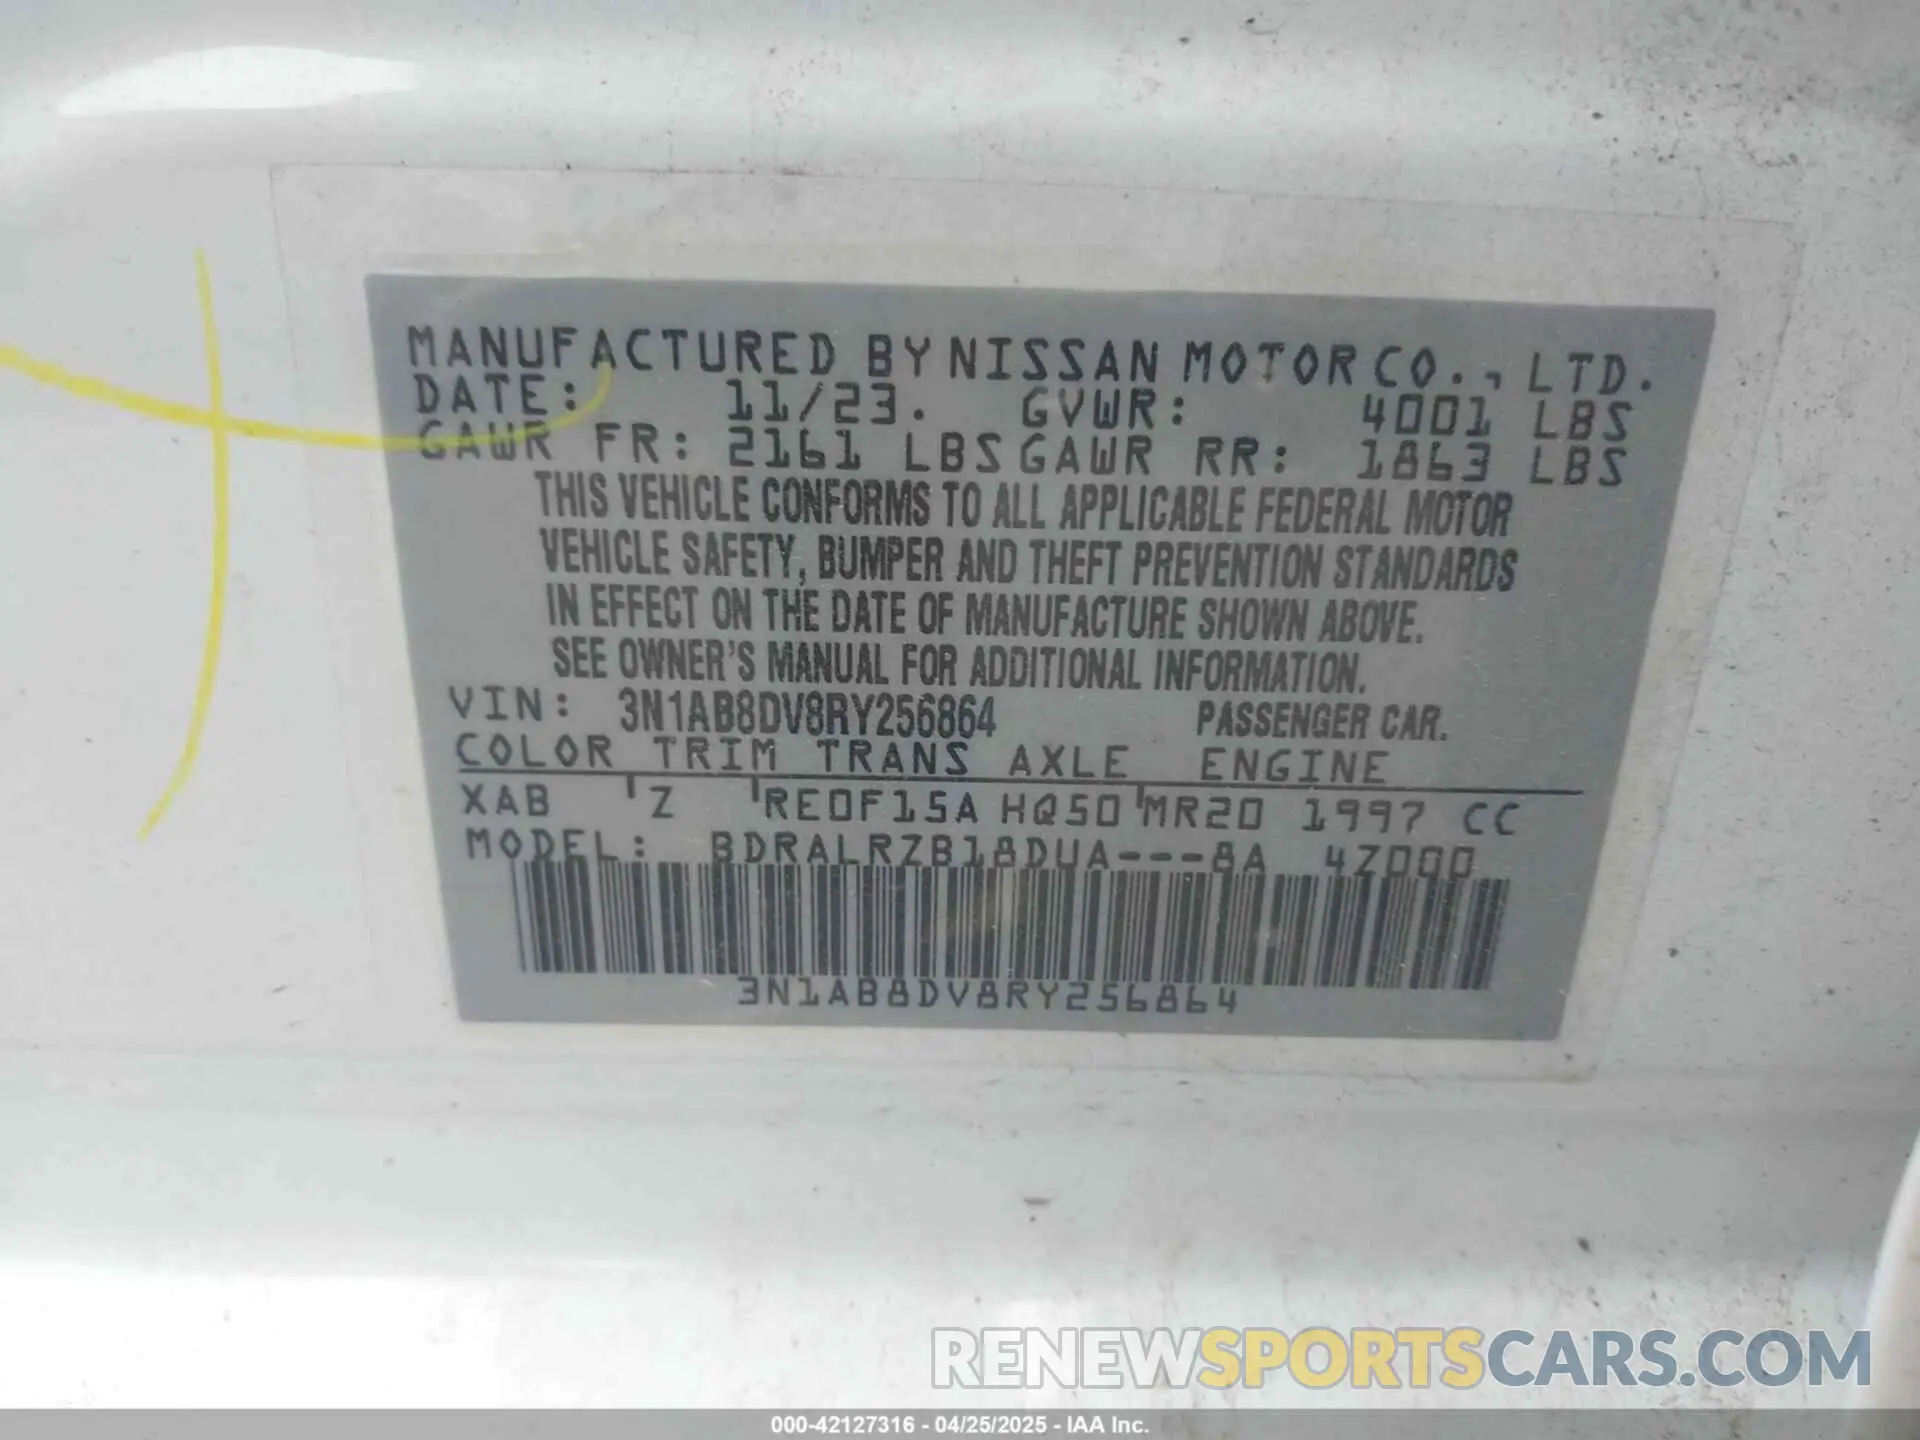 MANUFACTURED BY NISSAN MOTOR CO., LTD.
DATE: 11/23. GVWR: 4001 LBS
GAWR FR: 2161 LBS GAWR RR: 1863 LBS
THIS VEHICLE CONFORMS TO ALL APPLICABLE FEDERAL MOTOR
VEHICLE SAFETY, BUMPER AND THEFT PREVENTION STANDARDS
IN EFFECT ON THE DATE OF MANUFACTURE SHOWN ABOVE.
SEE OWNER'S MANUAL FOR ADDITIONAL INFORMATION.
VIN: 3N1AB8DV8RY256864 PASSENGER CAR.
COLOR TRIM TRANS AXLE ENGINE
XAB Z RE0F15A HQ50 MR20 1997 CC
MODEL: BDRALRZB18DUA---8A 4Z000
3N1AB8DV8RY256864
RENEWSPORTSCARS.COM
000-42127316 - 04/25/2025 - IAA Inc.